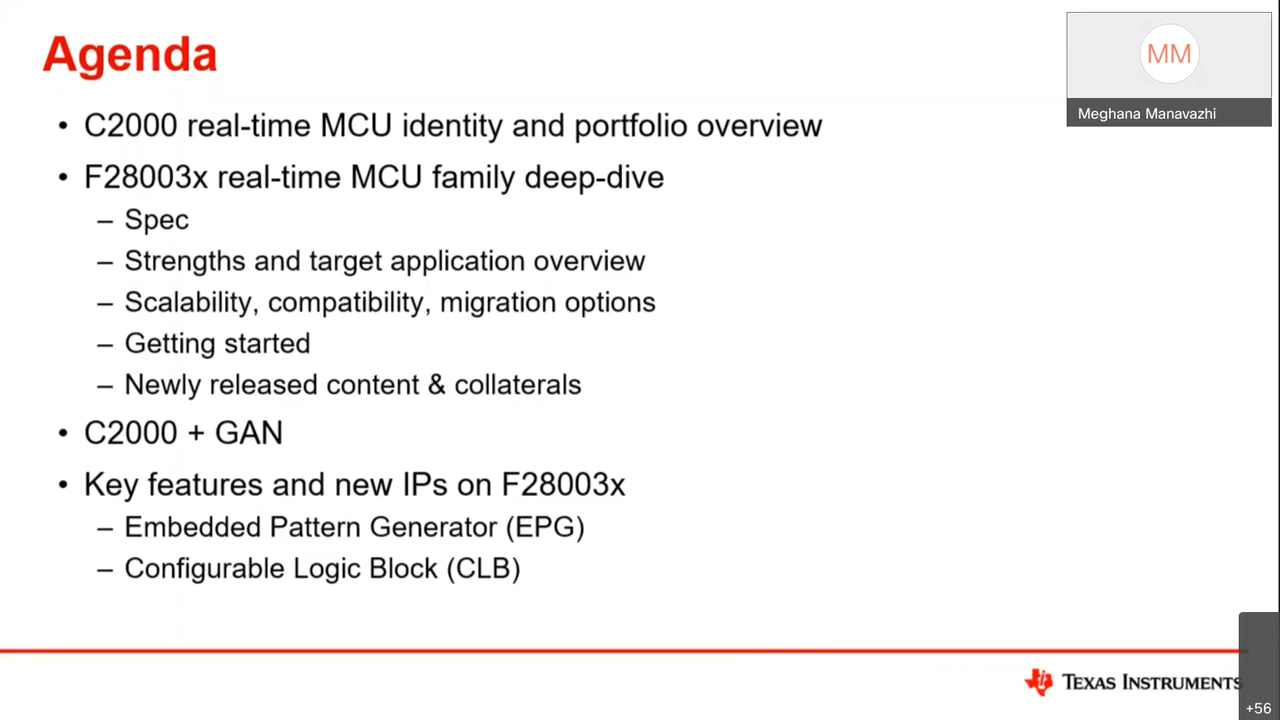 Agenda
• C2000 real-time MCU identity and portfolio overview
• F28003x real-time MCU family deep-dive
– Spec
– Strengths and target application overview
– Scalability, compatibility, migration options
– Getting started
– Newly released content & collaterals
• C2000 + GAN
• Key features and new IPs on F28003x
– Embedded Pattern Generator (EPG)
– Configurable Logic Block (CLB)
MM
Meghana Manavazhi
TEXAS INSTRUMENTS
+56